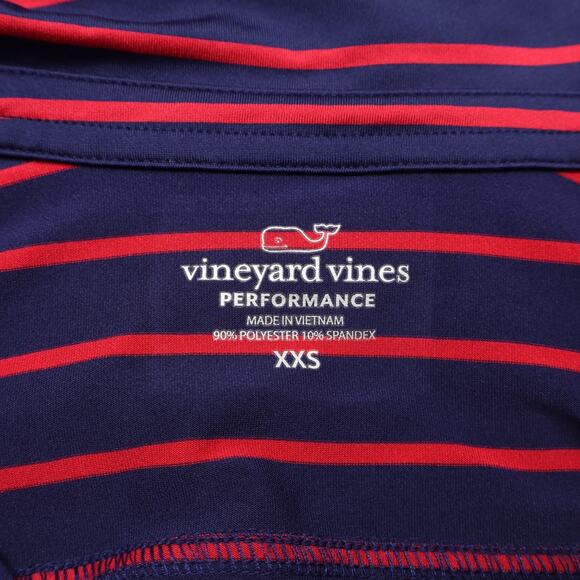 vineyard vines
PERFORMANCE
MADE IN VIETNAM
90% POLYESTER 10% SPANDEX
XXS